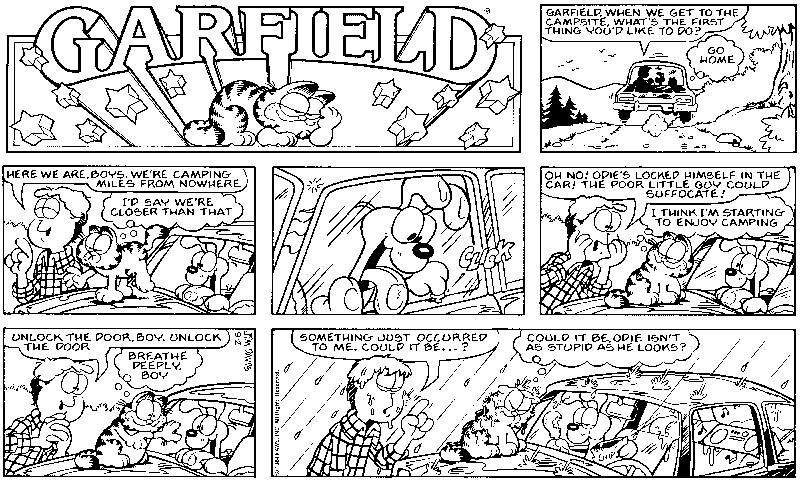 GARFIELD
GARFIELD, WHEN WE GET TO THE
CAMPSITE, WHAT'S THE FIRST
THING YOU'D LIKE TO DO?
GO
HOME
HERE WE ARE, BOYS. WE'RE CAMPING
MILES FROM NOWHERE
I'D SAY WE'RE
CLOSER THAN THAT
CLICK
OH NO! ODIE'S LOCKED HIMSELF IN THE
CAR! THE POOR LITTLE GUY COULD
SUFFOCATE!
I THINK I'M STARTING
TO ENJOY CAMPING
UNLOCK THE DOOR, BOY. UNLOCK
THE DOOR
BREATHE
DEEPLY,
BOY
JIM DAVIS
9-2
SOMETHING JUST OCCURRED
TO ME. COULD IT BE...?
COULD IT BE, ODIE ISN'T
AS STUPID AS HE LOOKS?